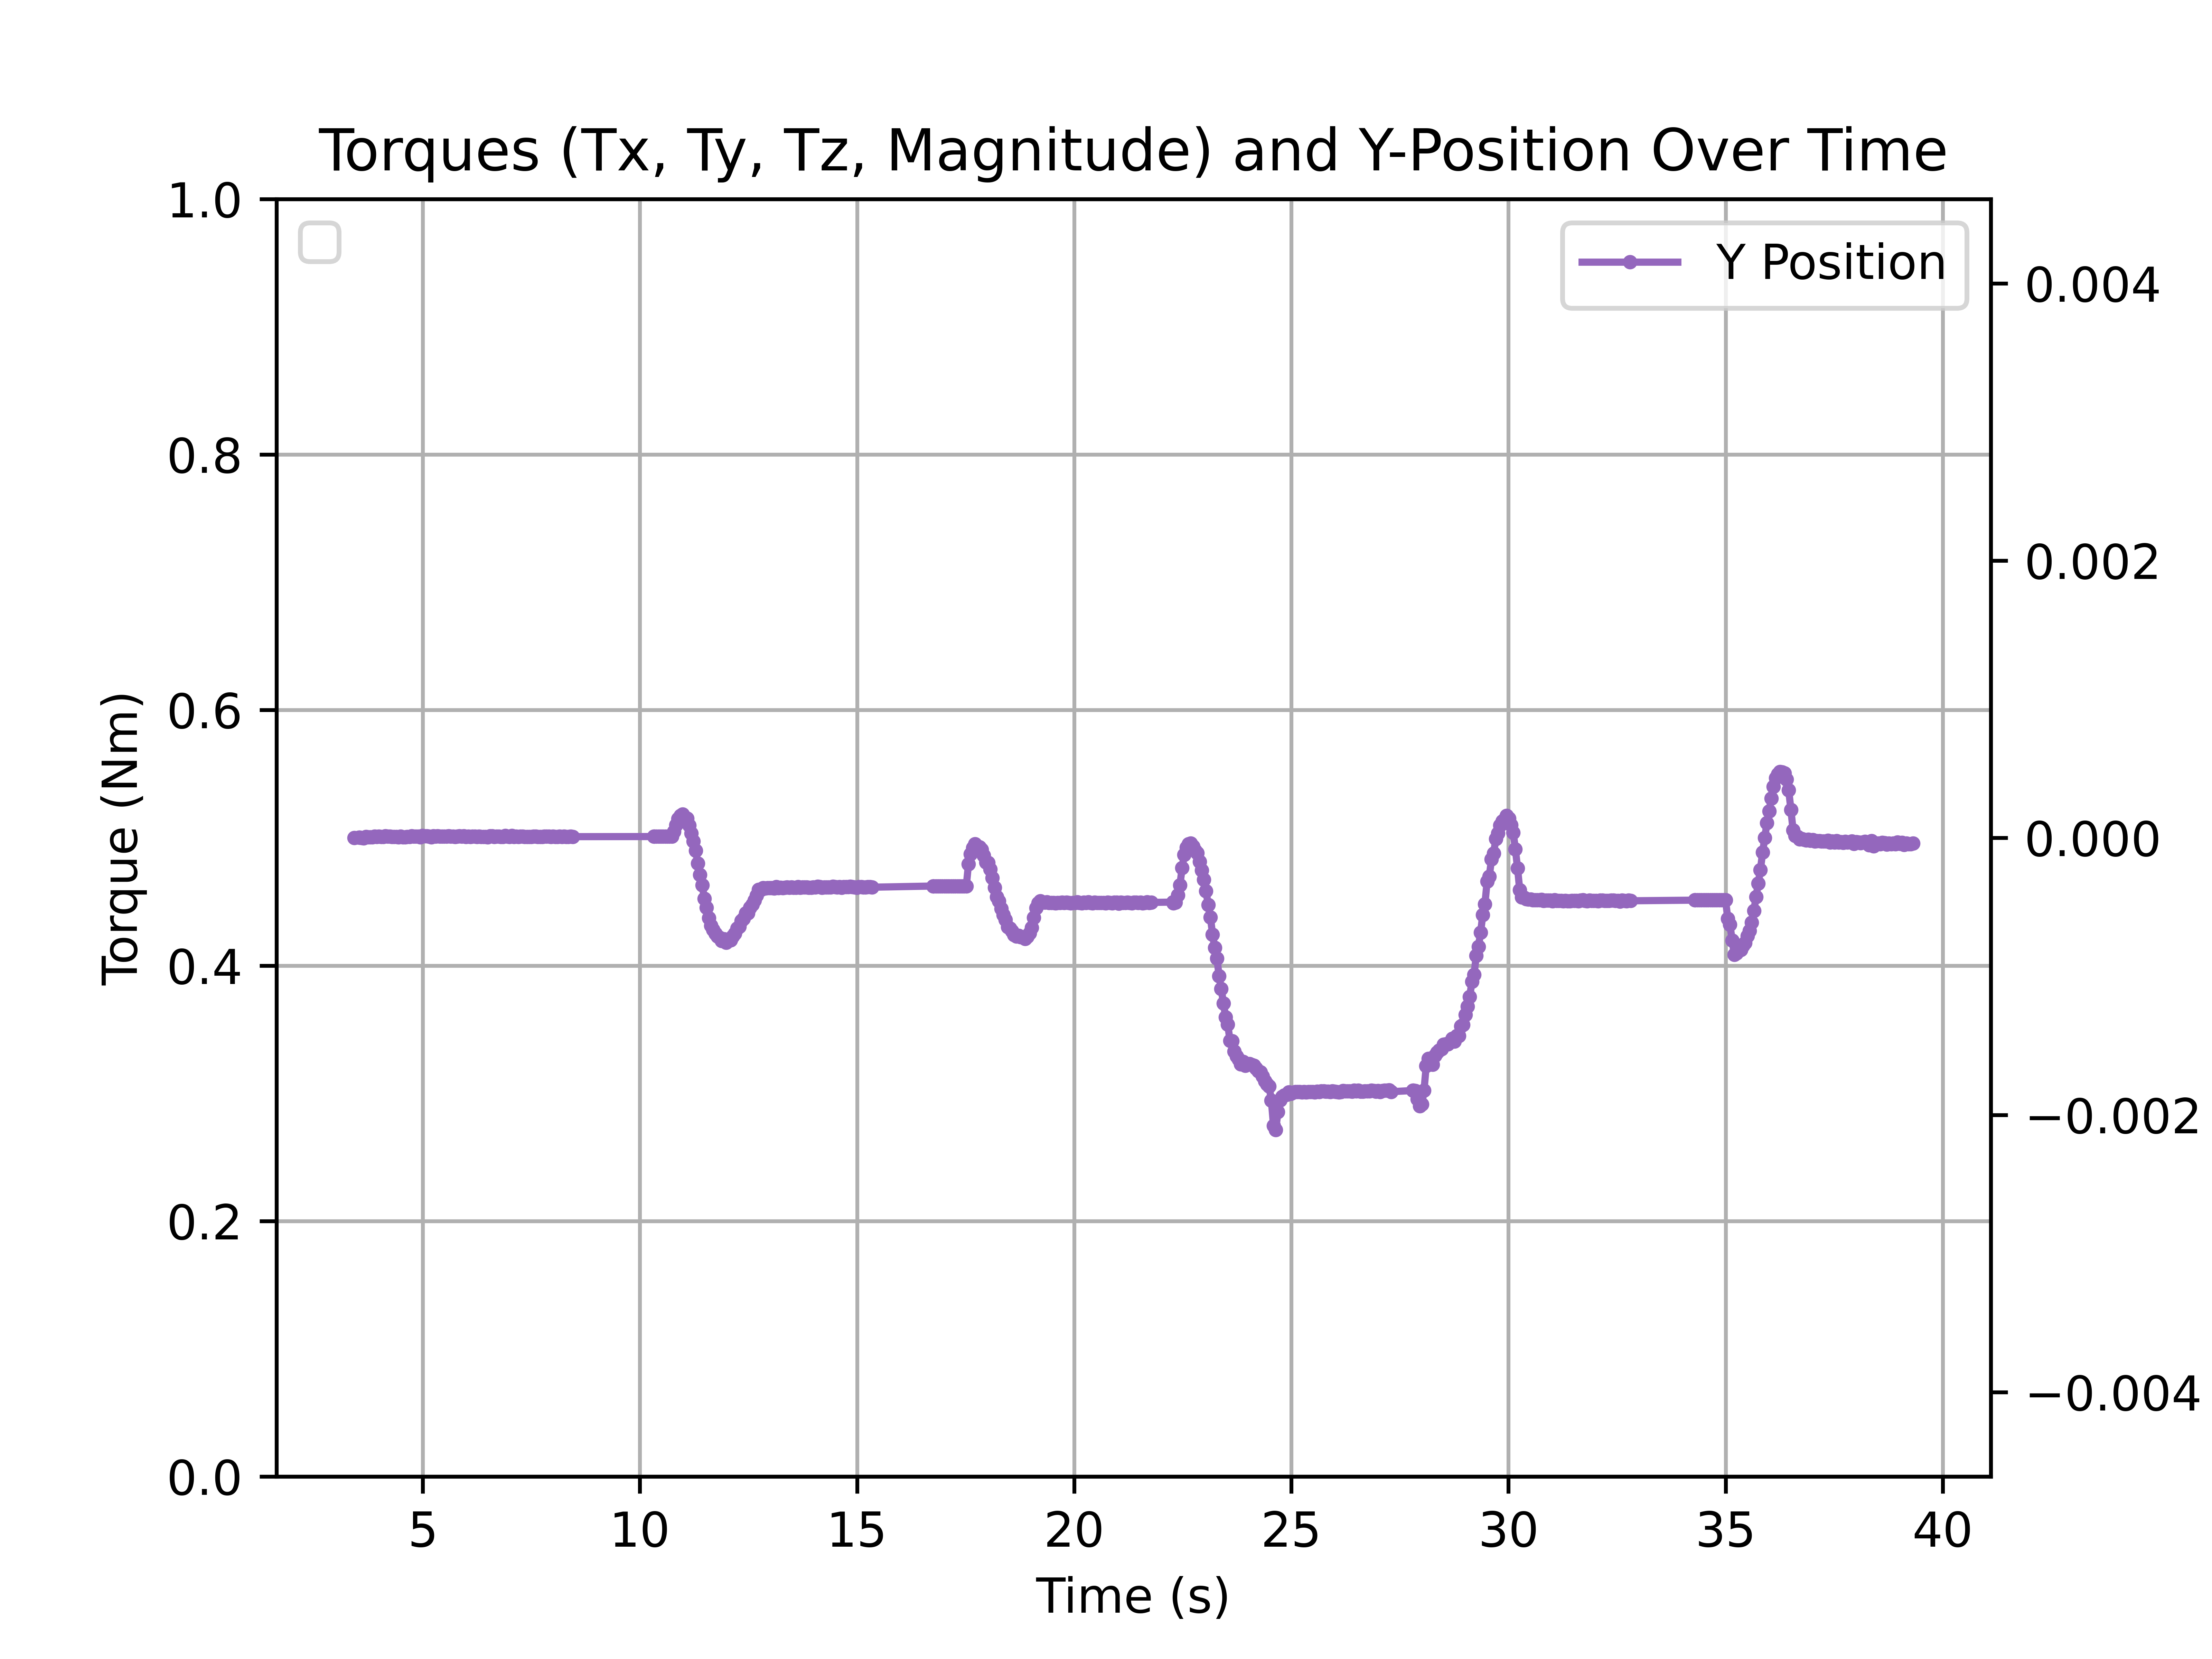 Torques (Tx, Ty, Tz, Magnitude) and Y-Position Over Time
Y Position
1.0
0.8
0.6
0.4
0.2
0.0
Torque (Nm)
0.004
0.002
0.000
−0.002
−0.004
5 10 15 20 25 30 35 40
Time (s)